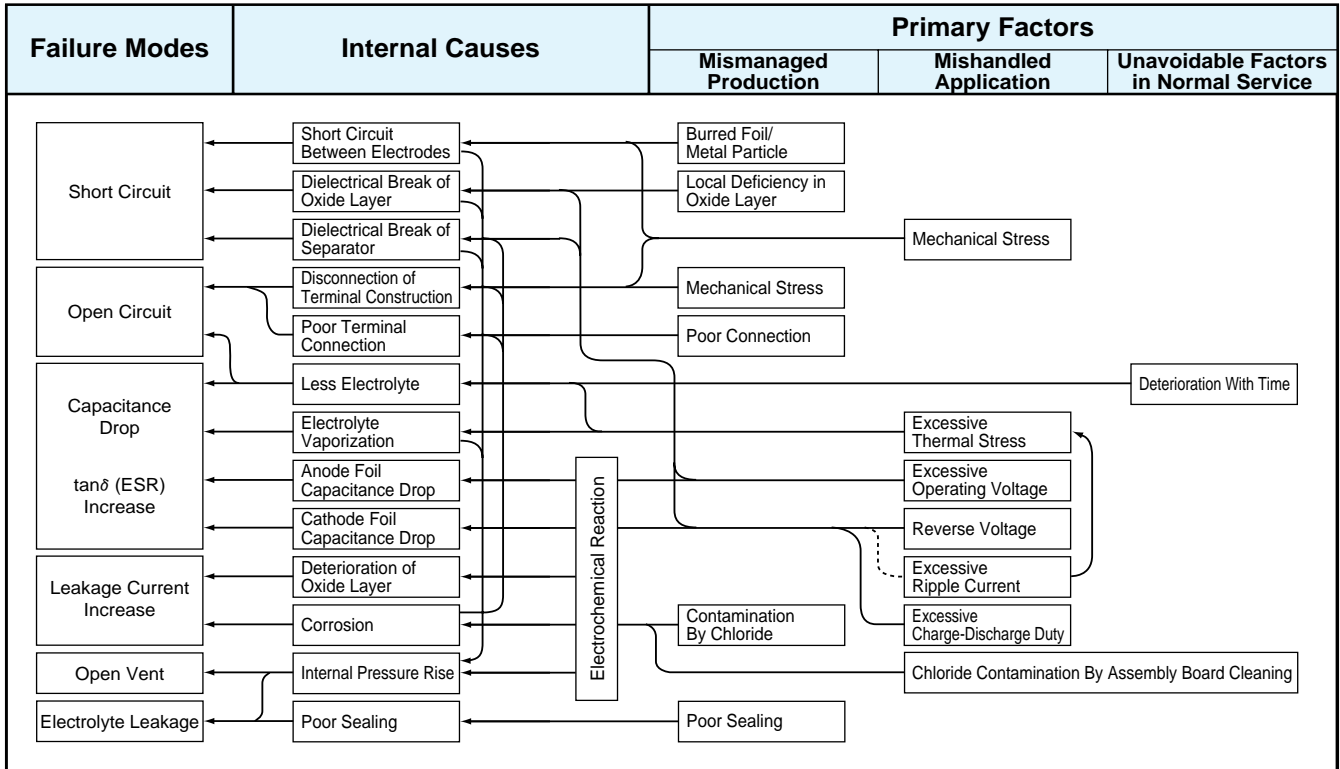 Failure Modes
Internal Causes
Primary Factors
Mismanaged
Production
Mishandled
Application
Unavoidable Factors
in Normal Service
Short Circuit
Open Circuit
Capacitance
Drop
tanδ (ESR)
Increase
Leakage Current
Increase
Open Vent
Electrolyte Leakage
Short Circuit
Between Electrodes
Dielectrical Break of
Oxide Layer
Dielectrical Break of
Separator
Disconnection of
Terminal Construction
Poor Terminal
Connection
Less Electrolyte
Electrolyte
Vaporization
Anode Foil
Capacitance Drop
Cathode Foil
Capacitance Drop
Deterioration of
Oxide Layer
Corrosion
Internal Pressure Rise
Poor Sealing
Electrochemical Reaction
Burred Foil/
Metal Particle
Local Deficiency in
Oxide Layer
Mechanical Stress
Poor Connection
Contamination
By Chloride
Poor Sealing
Mechanical Stress
Excessive
Thermal Stress
Excessive
Operating Voltage
Reverse Voltage
Excessive
Ripple Current
Excessive
Charge-Discharge Duty
Chloride Contamination By Assembly Board Cleaning
Deterioration With Time